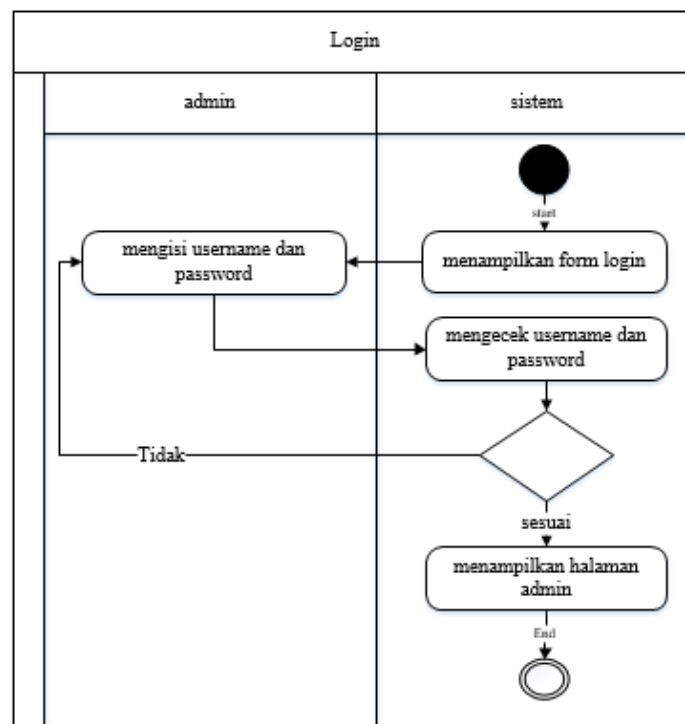 Login
admin
sistem
start
mengisi username dan
password
menampilkan form login
mengecek username dan
password
Tidak
sesuai
menampilkan halaman
admin
End